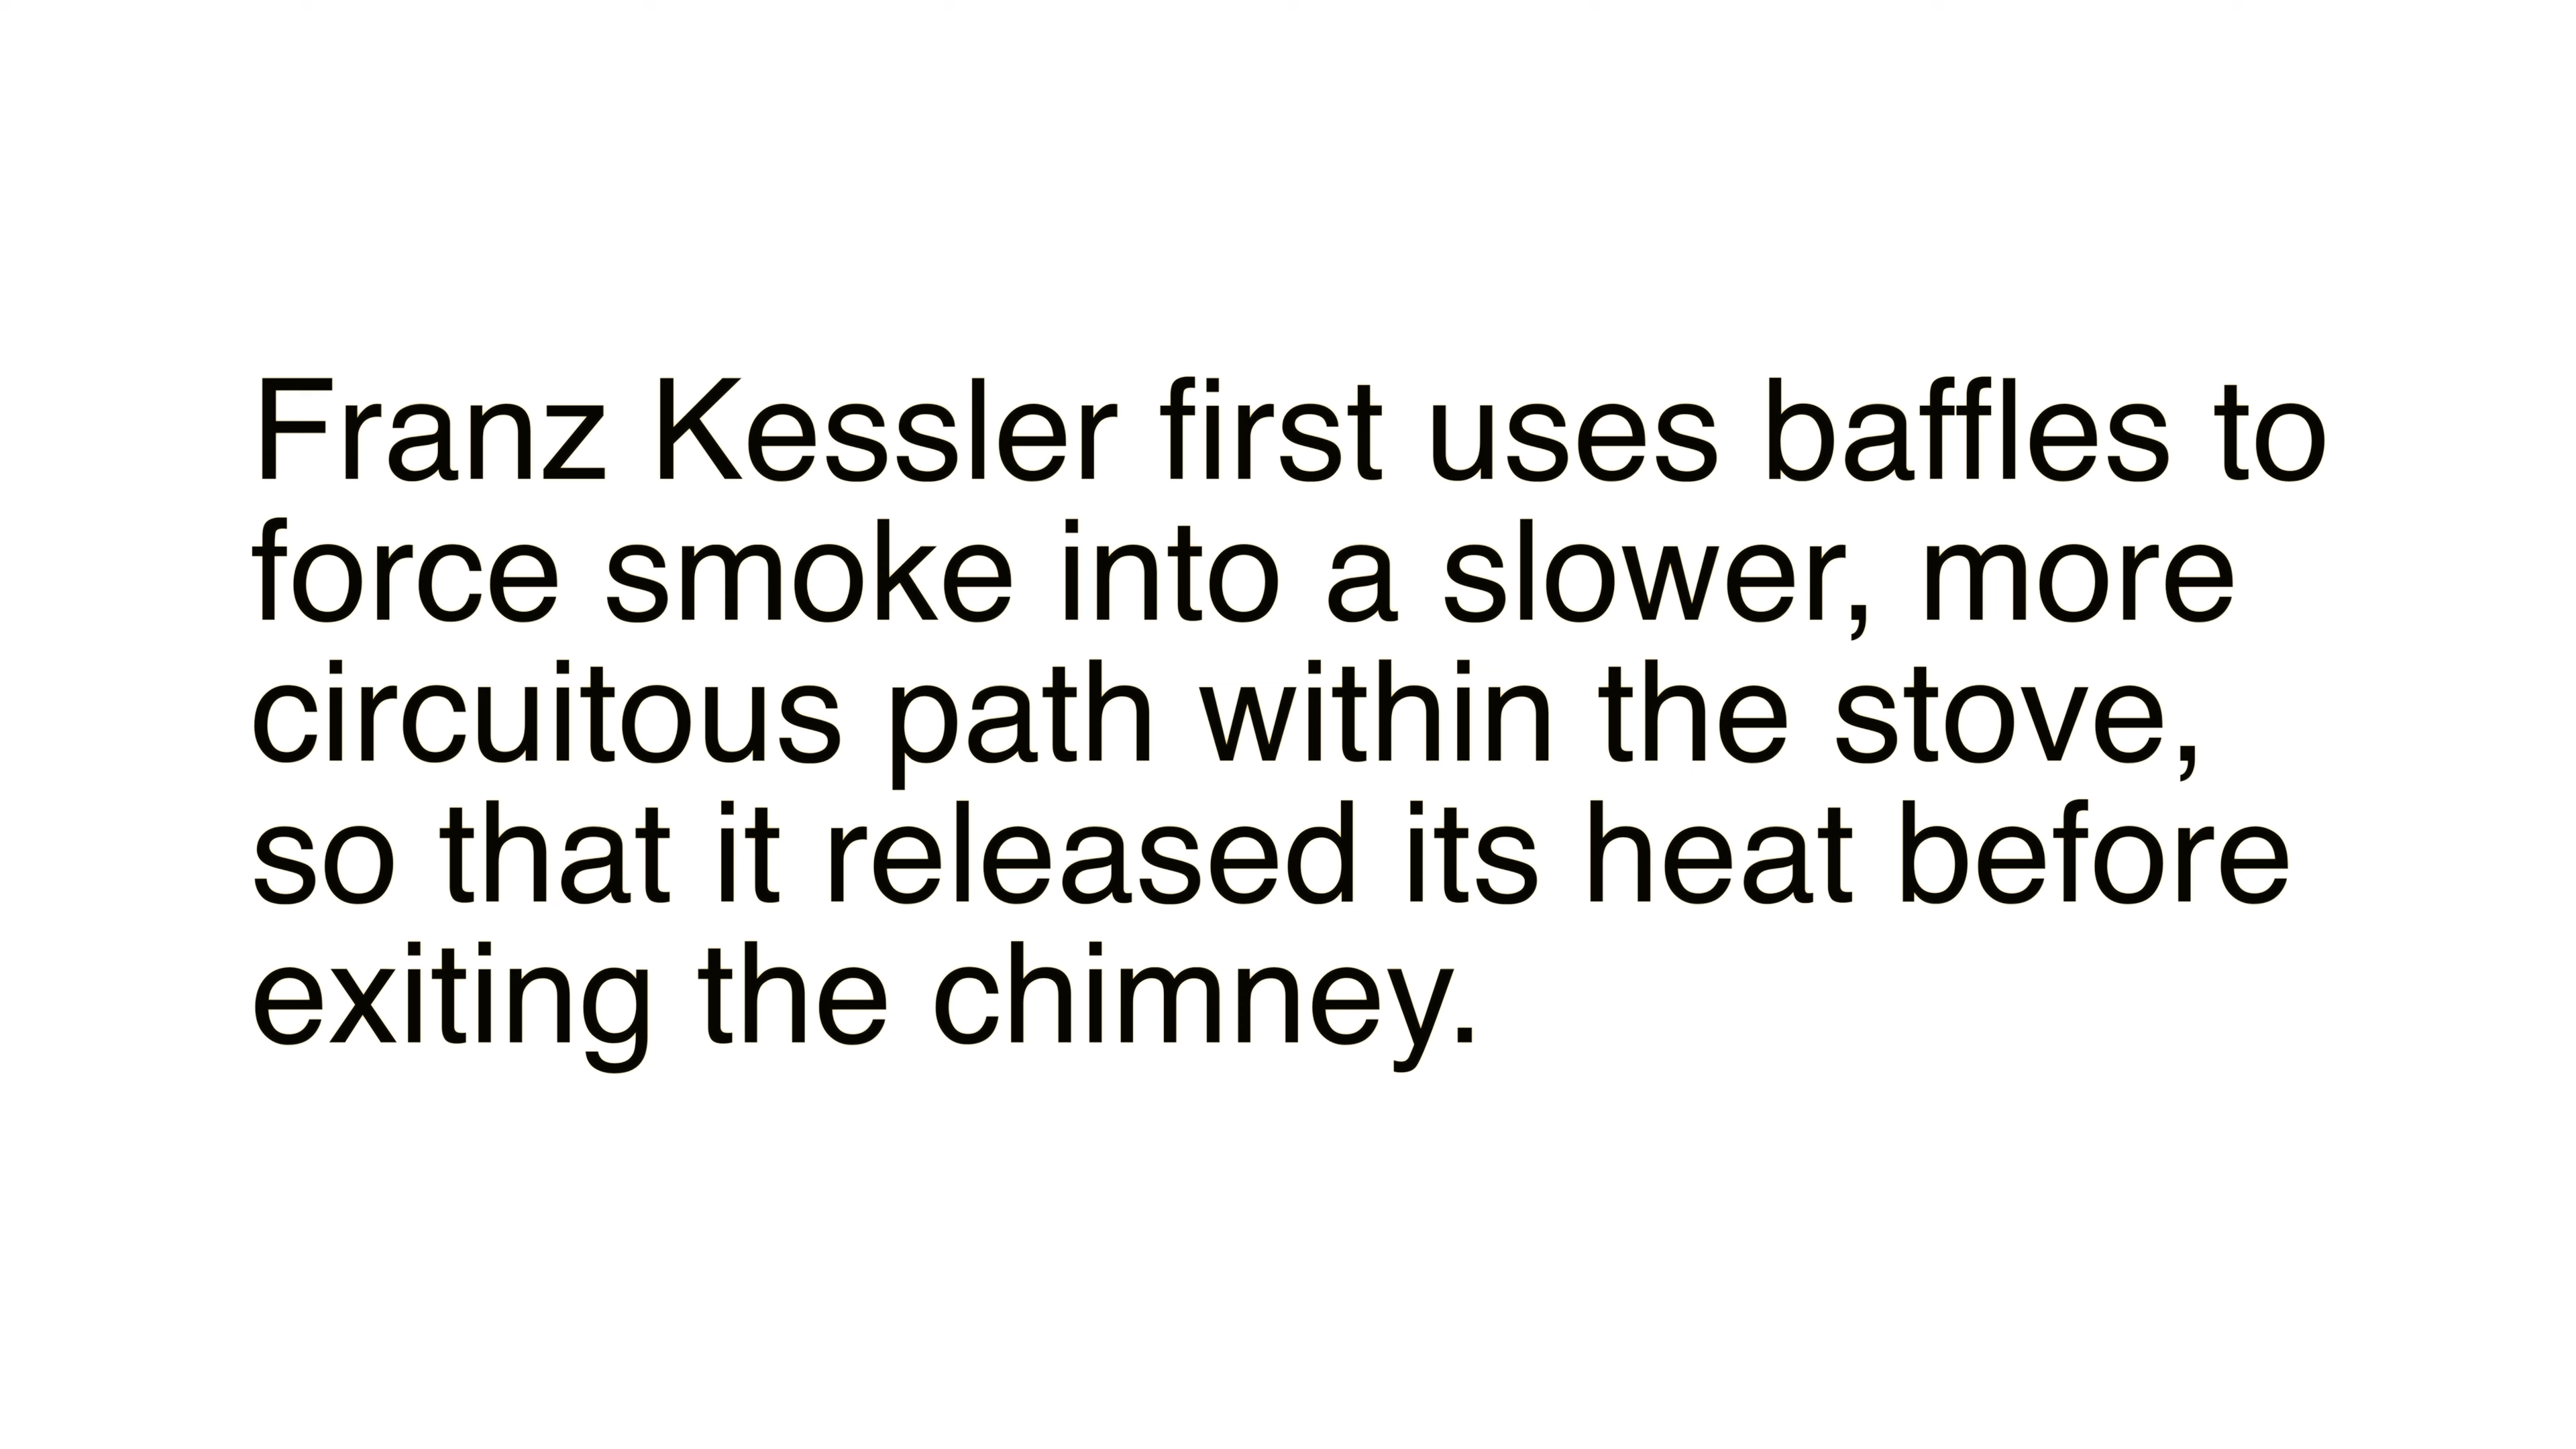 Franz Kessler first uses baffles to
force smoke into a slower, more
circuitous path within the stove,
so that it released its heat before
exiting the chimney.